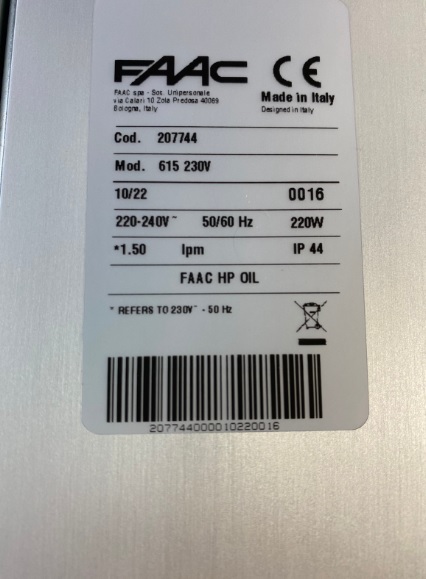 FAAC CE
FAAC spa - Soc. Unipersonale
via Calari 10 Zola Predosa 40069
Bologna, Italy
Made in Italy
Designed in Italy
Cod. 207744
Mod. 615 230V
10/22 0016
220-240V~ 50/60 Hz 220W
*1.50 lpm IP 44
FAAC HP OIL
* REFERS TO 230V~ - 50 Hz
207744000010220016